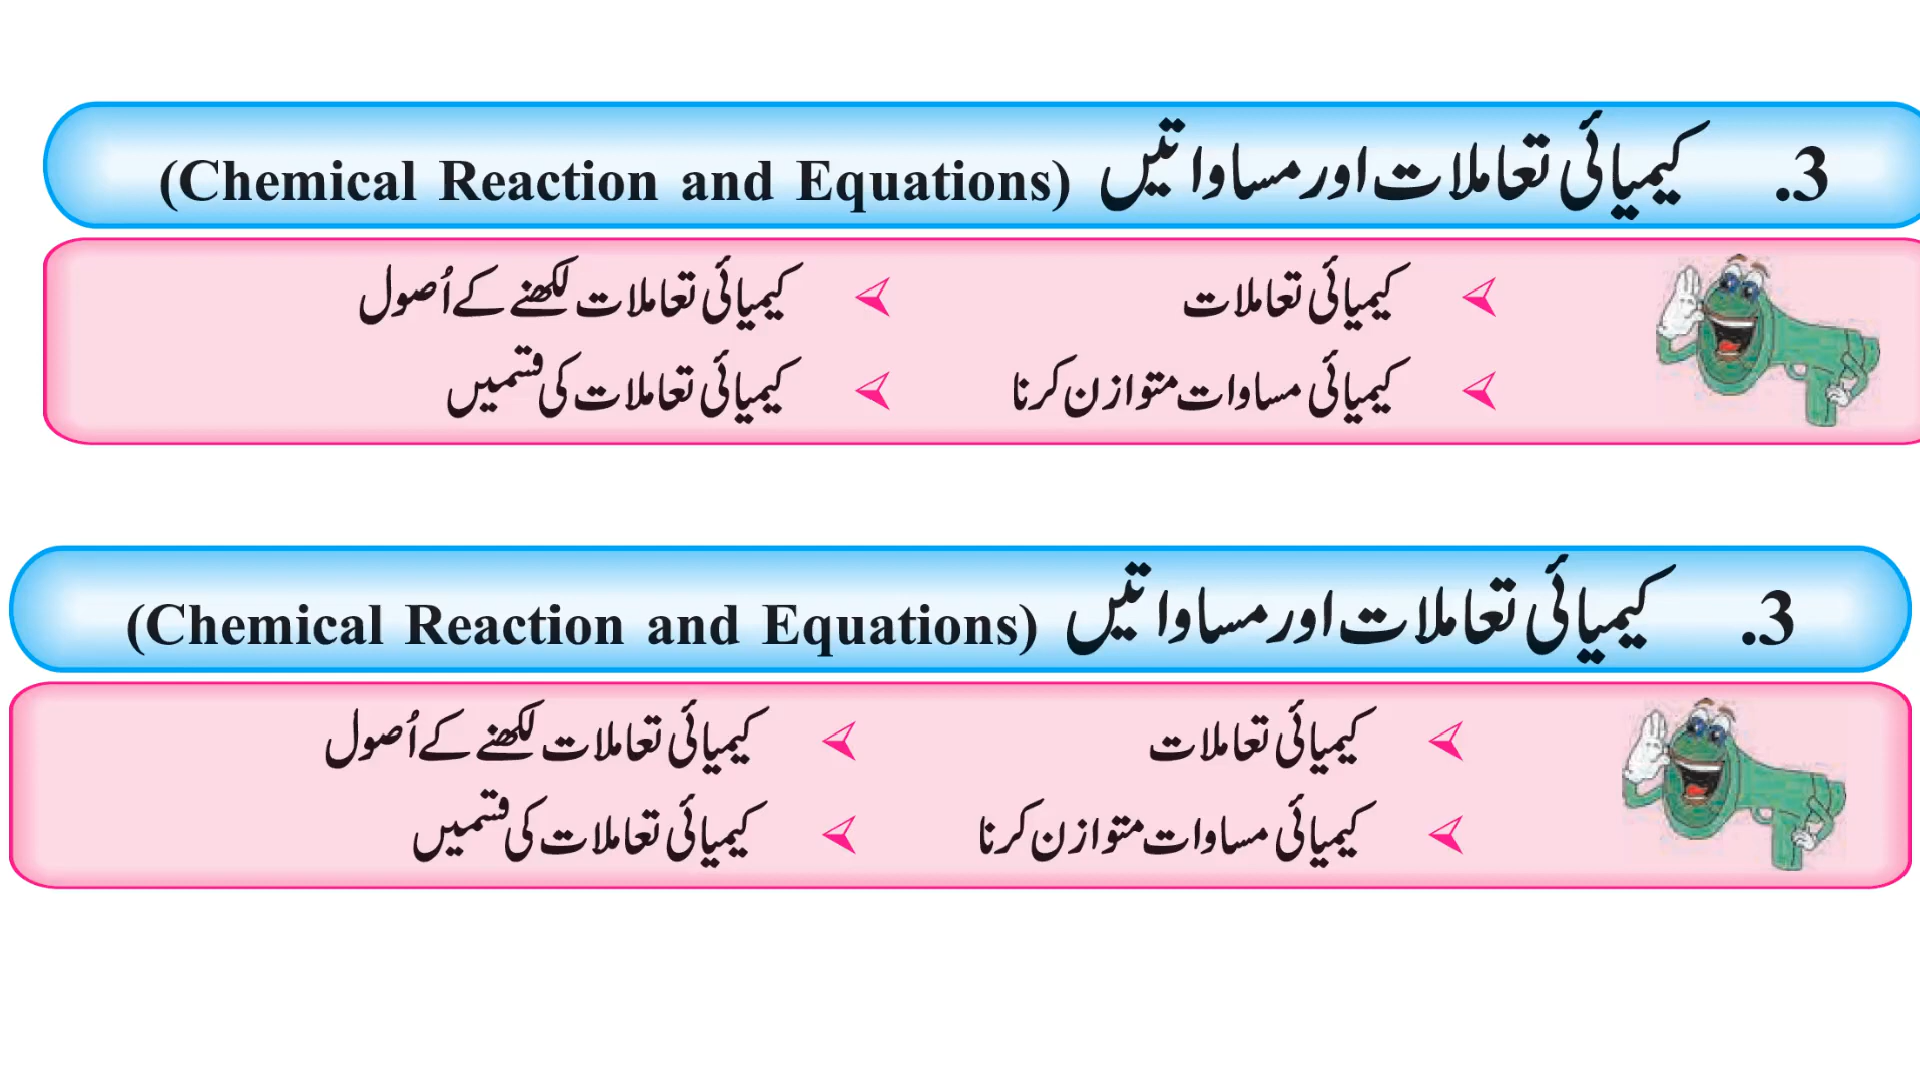 3. کیمیائی تعاملات اور مساواتیں (Chemical Reaction and Equations)
کیمیائی تعاملات کیمیائی تعاملات لکھنے کے اُصول
کیمیائی مساوات متوازن کرنا کیمیائی تعاملات کی قسمیں
3. کیمیائی تعاملات اور مساواتیں (Chemical Reaction and Equations)
کیمیائی تعاملات کیمیائی تعاملات لکھنے کے اُصول
کیمیائی مساوات متوازن کرنا کیمیائی تعاملات کی قسمیں